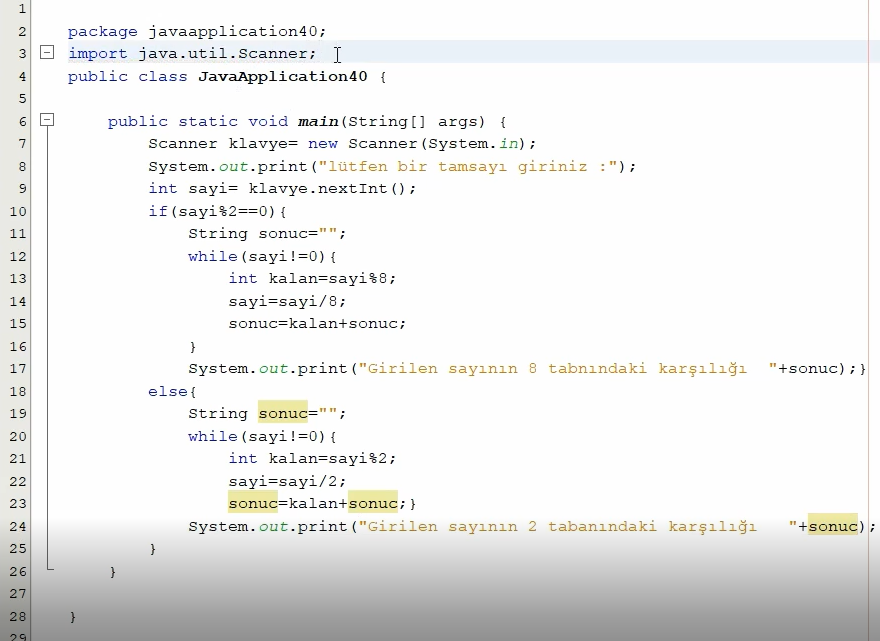 1
2 package javaapplication40;
3 import java.util.Scanner;
4 public class JavaApplication40 {
5
6 public static void main(String[] args) {
7 Scanner klavye= new Scanner(System.in);
8 System.out.print("lütfen bir tamsayı giriniz :");
9 int sayi= klavye.nextInt();
10 if(sayi%2==0){
11 String sonuc="";
12 while(sayi!=0){
13 int kalan=sayi%8;
14 sayi=sayi/8;
15 sonuc=kalan+sonuc;
16 }
17 System.out.print("Girilen sayının 8 tabnındaki karşılığı  "+sonuc);}
18 else{
19 String sonuc="";
20 while(sayi!=0){
21 int kalan=sayi%2;
22 sayi=sayi/2;
23 sonuc=kalan+sonuc;}
24 System.out.print("Girilen sayının 2 tabanındaki karşılığı   "+sonuc);
25 }
26 }
27
28 }
29